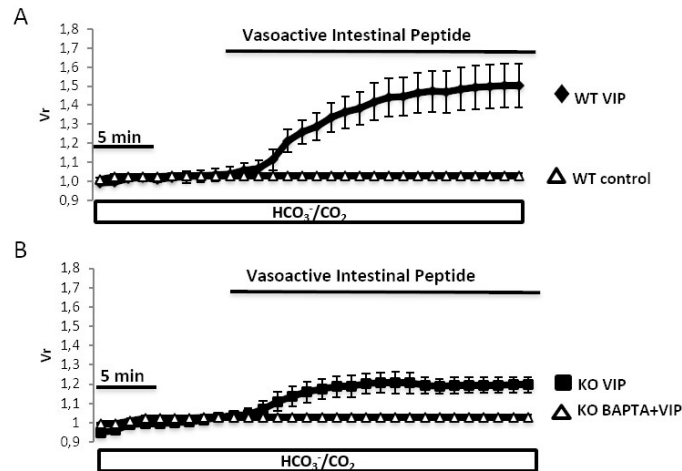 A
Vasoactive Intestinal Peptide
1,8
1,7
1,6
1,5
1,4
1,3
1,2
1,1
1,0
0,9
Vr
5 min
WT VIP
WT control
HCO₃⁻/CO₂
B
Vasoactive Intestinal Peptide
1,8
1,7
1,6
1,5
1,4
1,3
1,2
1,1
1
0,9
Vr
5 min
KO VIP
KO BAPTA+VIP
HCO₃⁻/CO₂